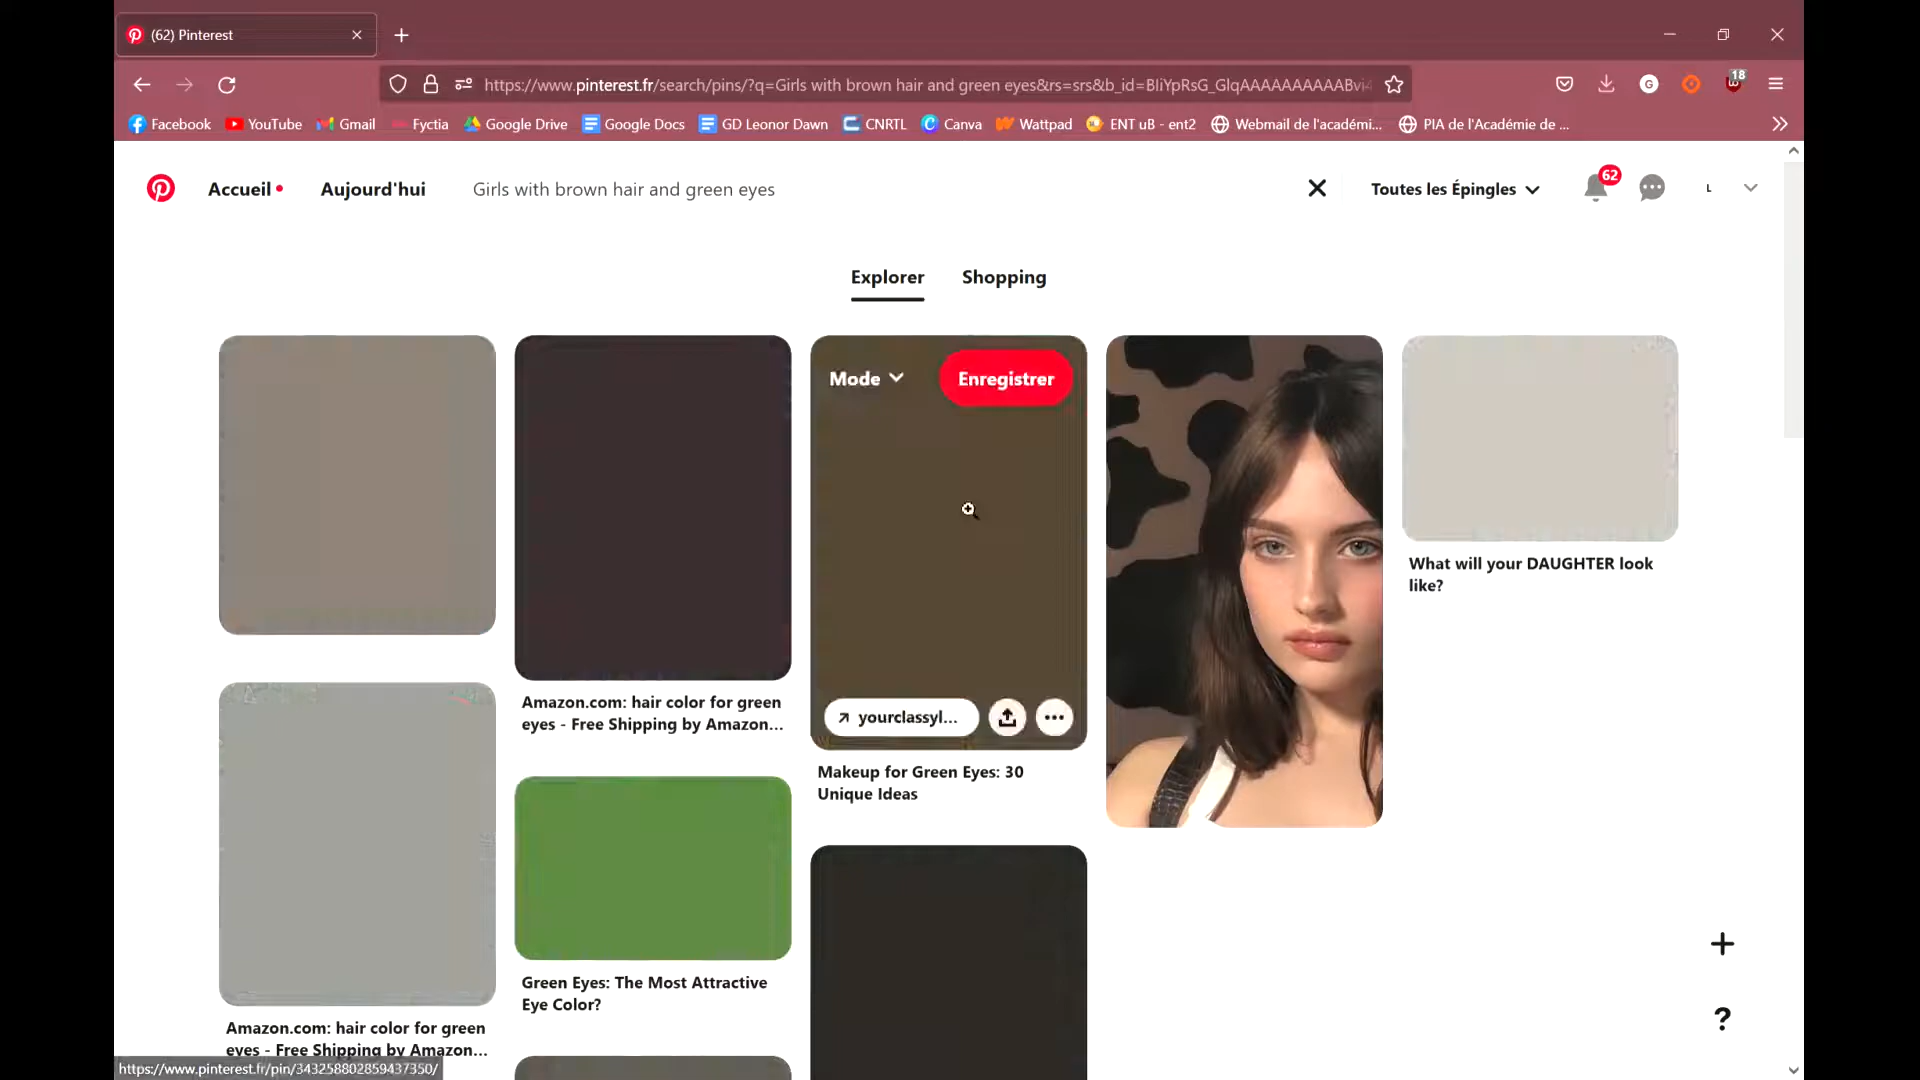 (62) Pinterest
https://www.pinterest.fr/search/pins/?q=Girls with brown hair and green eyes&rs=srs&b_id=BIiYpRsG_GlqAAAAAAAAAABvi
G
18
Facebook YouTube Gmail Fyctia Google Drive Google Docs GD Leonor Dawn CNRTL Canva Wattpad ENT uB - ent2 Webmail de l'académi... PIA de l'Académie de ...
Accueil Aujourd'hui Girls with brown hair and green eyes Toutes les Épingles 62 L
Explorer Shopping
Mode Enregistrer
yourclassyl...
What will your DAUGHTER look
like?
Amazon.com: hair color for green
eyes - Free Shipping by Amazon...
Makeup for Green Eyes: 30
Unique Ideas
Green Eyes: The Most Attractive
Eye Color?
Amazon.com: hair color for green
eyes - Free Shipping by Amazon...
?
https://www.pinterest.fr/pin/343258802859437350/